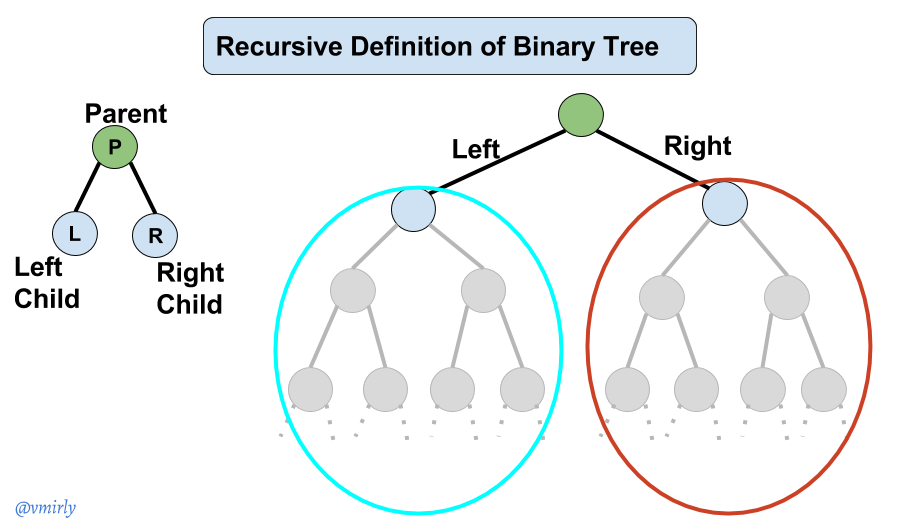 Recursive Definition of Binary Tree
Parent
P
L
R
Left
Child
Right
Child
Left
Right
@vmirly